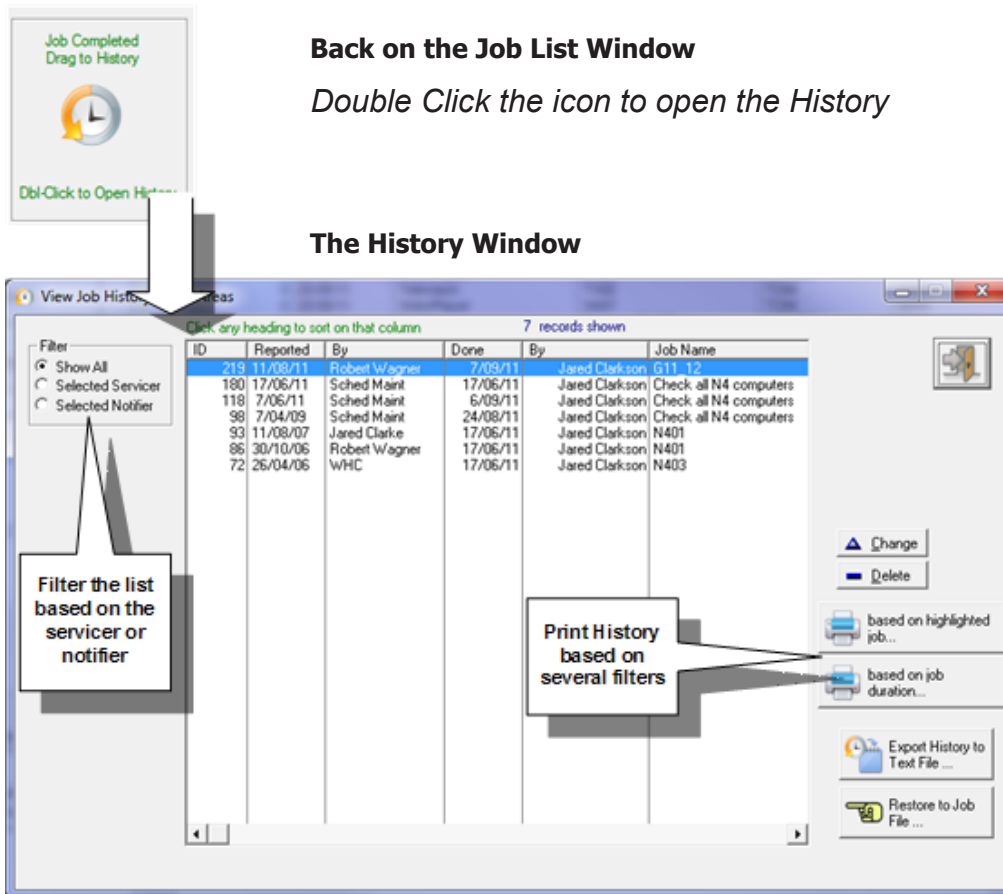 Job Completed
Drag to History
Back on the Job List Window
Double Click the icon to open the History
Dbl-Click to Open History
The History Window
View Job History
Click any heading to sort on that column 7 records shown
Filter
Show All
Selected Servicer
Selected Notifier
ID Reported By Done By Job Name
219 11/08/11 Robert Wagner 7/09/11 Jared Clarkson G11_12
180 17/06/11 Sched Maint 17/06/11 Jared Clarkson Check all N4 computers
118 7/06/11 Sched Maint 6/09/11 Jared Clarkson Check all N4 computers
98 7/04/09 Sched Maint 24/08/11 Jared Clarkson Check all N4 computers
93 11/08/07 Jared Clarke 17/06/11 Jared Clarkson N401
86 30/10/06 Robert Wagner 17/06/11 Jared Clarkson N401
72 26/04/06 WHC 17/06/11 Jared Clarkson N403
Filter the list
based on the
servicer or
notifier
Print History
based on
several filters
Change
Delete
based on highlighted
job...
based on job
duration...
Export History to
Text File ...
Restore to Job
File ...